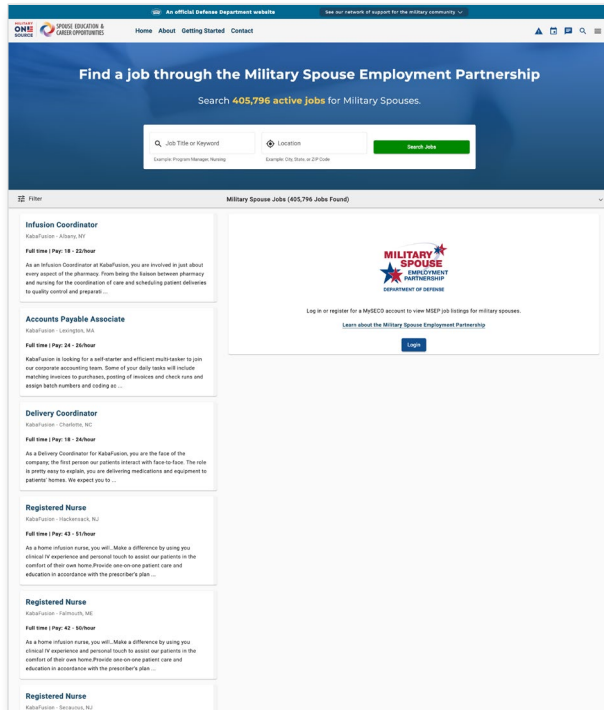 An official Defense Department website
See our network of support for the military community
MILITARY
ONE
SOURCE
SPOUSE EDUCATION &
CAREER OPPORTUNITIES
Home About Getting Started Contact
Find a job through the Military Spouse Employment Partnership
Search 405,796 active jobs for Military Spouses.
Job Title or Keyword
Location
Search Jobs
Example: Program Manager, Nursing
Example: City, State, or ZIP Code
Filter
Military Spouse Jobs (405,796 Jobs Found)
Infusion Coordinator
KabaFusion - Albany, NY
Full time | Pay: 18 - 22/hour
As an Infusion Coordinator at KabaFusion, you are involved in just about
every aspect of the pharmacy. From being the liaison between pharmacy
and nursing for the coordination of care and scheduling patient deliveries
to quality control and preparati ...
Accounts Payable Associate
KabaFusion - Lexington, MA
Full time | Pay: 24 - 26/hour
KabaFusion is looking for a self-starter and efficient multi-tasker to join
our corporate accounting team. Some of your daily tasks will include
matching invoices to purchases, posting of invoices and check runs and
assign batch numbers and coding as ...
Delivery Coordinator
KabaFusion - Charlotte, NC
Full time | Pay: 18 - 24/hour
As a Delivery Coordinator for KabaFusion, you are the face of the
company; the first person our patients interact with face-to-face. The role
is pretty easy to explain, you are delivering medications and equipment to
patients' homes. We expect you to ...
Registered Nurse
KabaFusion - Hackensack, NJ
Full time | Pay: 43 - 51/hour
As a home infusion nurse, you will...Make a difference by using you
clinical IV experience and personal touch to assist our patients in the
comfort of their own home.Provide one-on-one patient care and
education in accordance with the prescriber's plan ...
Registered Nurse
KabaFusion - Falmouth, ME
Full time | Pay: 42 - 50/hour
As a home infusion nurse, you will...Make a difference by using you
clinical IV experience and personal touch to assist our patients in the
comfort of their own home.Provide one-on-one patient care and
education in accordance with the prescriber's plan ...
Registered Nurse
KabaFusion - Secaucus, NJ
MILITARY
SPOUSE
EMPLOYMENT
PARTNERSHIP
DEPARTMENT OF DEFENSE
Log in or register for a MySECO account to view MSEP job listings for military spouses.
Learn about the Military Spouse Employment Partnership
Login